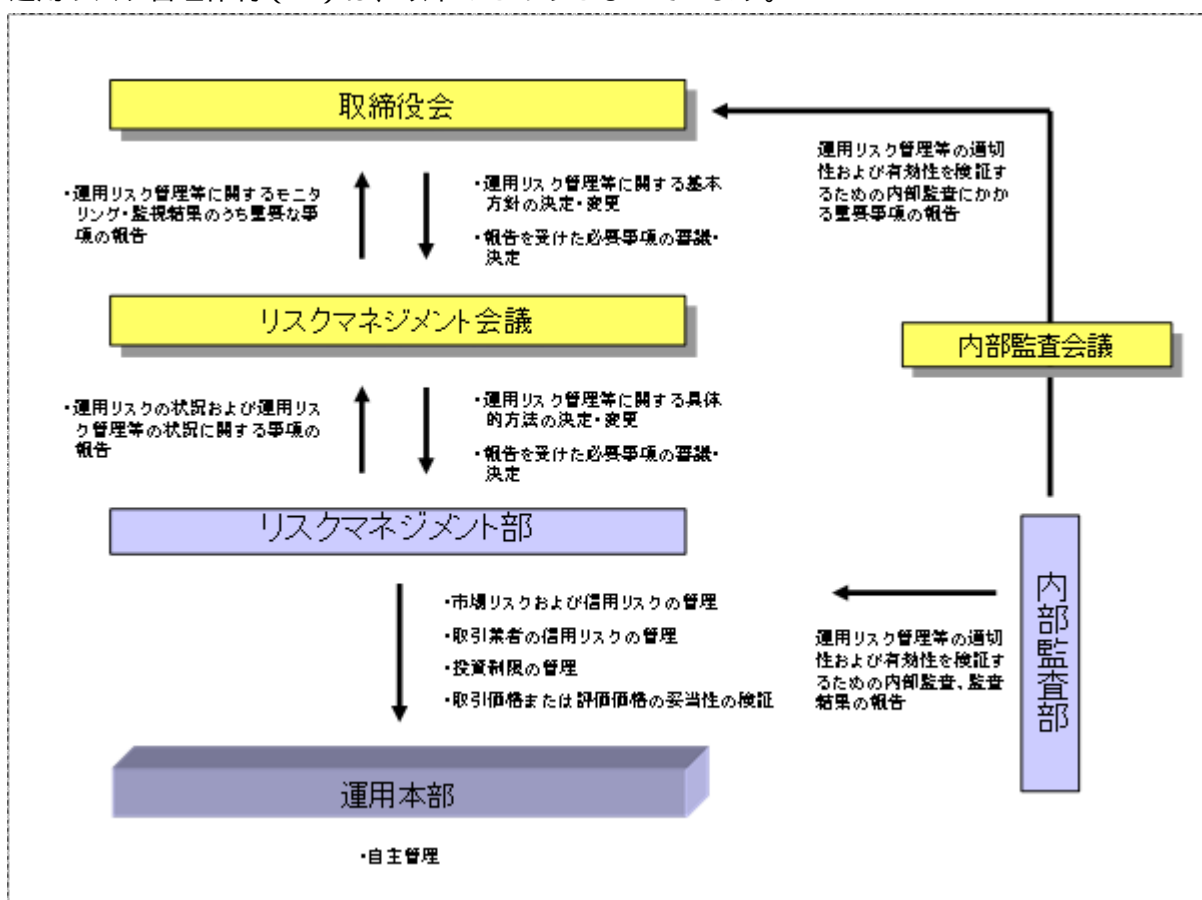 取締役会
・運用リスク管理等に関するモニ
タリング・監視結果のうち重要な事
項の報告
・運用リスク管理等に関する基本
方針の決定・変更
・報告を受けた必要事項の審議・
決定
運用リスク管理等の適切
性および有効性を検証す
るための内部監査にかか
る重要事項の報告
リスクマネジメント会議
内部監査会議
・運用リスクの状況および運用リス
ク管理等の状況に関する事項の
報告
・運用リスク管理等に関する具体
的方法の決定・変更
・報告を受けた必要事項の審議・
決定
リスクマネジメント部
・市場リスクおよび信用リスクの管理
・取引業者の信用リスクの管理
・投資制限の管理
・取引価格または評価価格の妥当性の検証
運用リスク管理等の適切
性および有効性を検証す
るための内部監査、監査
結果の報告
内部監査部
運用本部
・自主管理